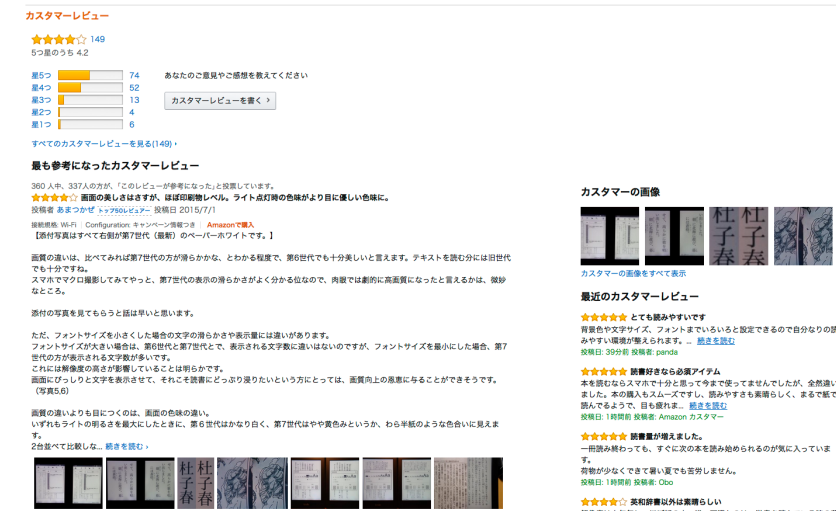 カスタマーレビュー
149
5つ星のうち 4.2
星5つ 74
星4つ 52
星3つ 13
星2つ 4
星1つ 6
あなたのご意見やご感想を教えてください
カスタマーレビューを書く ›
すべてのカスタマーレビューを見る(149) ›
最も参考になったカスタマーレビュー
360 人中、337人の方が、「このレビューが参考になった」と投票しています。
画面の美しさはさすが、ほぼ印刷物レベル。ライト点灯時の色味がより目に優しい色味に。
投稿者 あまつかぜ トップ50レビュアー 投稿日 2015/7/1
接続規格: Wi-Fi | Configuration: キャンペーン情報つき | Amazonで購入
【添付写真はすべて右側が第7世代（最新）のペーパーホワイトです。】
画質の違いは、比べてみれば第7世代の方が滑らかかな、とわかる程度で、第6世代でも十分美しいと言えます。テキストを読む分には旧世代
でも十分ですね。
スマホでマクロ撮影してみてやっと、第7世代の表示の滑らかさがよく分かる位なので、肉眼では劇的に高画質になったと言えるかは、微妙
なところ。
添付の写真を見てもらうと話は早いと思います。
ただ、フォントサイズを小さくした場合の文字の滑らかさや表示量には違いがあります。
フォントサイズが大きい場合は、第6世代と第7世代とで、表示される文字数に違いはないのですが、フォントサイズを最小にした場合、第7
世代の方が表示される文字数が多いです。
これには解像度の高さが影響していることは明らかです。
画面にびっしりと文字を表示させて、それこそ読書にどっぷり浸りたいという方にとっては、画質向上の恩恵に与ることができそうです。
（写真5,6）
画質の違いよりも目につくのは、画面の色味の違い。
いずれもライトの明るさを最大にしたときに、第６世代はかなり白く、第7世代はやや黄色みというか、わら半紙のような色合いに見えま
す。
2台並べて比較しな... 続きを読む ›
杜子春
杜子春
カスタマーの画像
杜子春
杜子春
カスタマーの画像をすべて表示
最近のカスタマーレビュー
とても読みやすいです
背景色や文字サイズ、フォントまでいろいろと設定できるので自分なりの読
みやすい環境が整えられます。... 続きを読む
投稿日: 39分前 投稿者: panda
読書好きなら必須アイテム
本を読むならスマホで十分と思って今まで使ってませんでしたが、全然違い
ました。本の購入もスムーズですし、読みやすさも素晴らしく、まるで紙で
読んでるようで、目も疲れま... 続きを読む
投稿日: 1時間前 投稿者: Amazon カスタマー
読書量が増えました。
一冊読み終わっても、すぐに次の本を読み始められるのが気に入っていま
す。
荷物が少なくできて暑い夏でも苦労しません。
投稿日: 1時間前 投稿者: Obo
英和辞書以外は素晴らしい